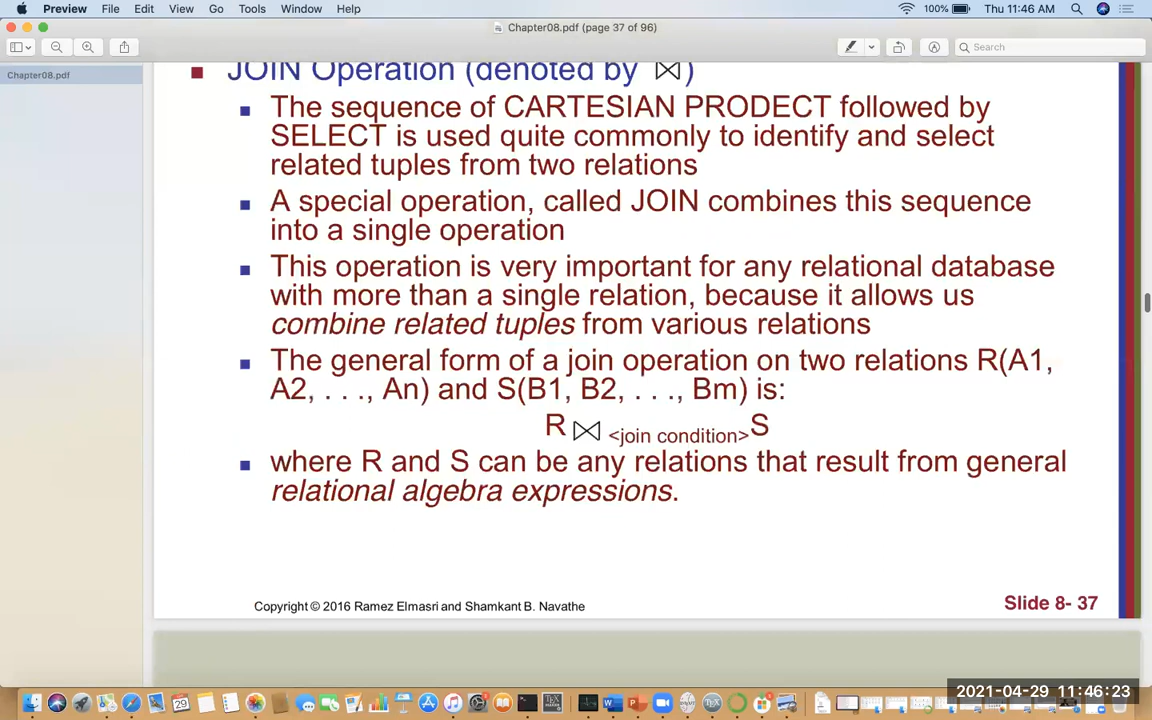 Preview File Edit View Go Tools Window Help 100% Thu 11:46 AM
Chapter08.pdf (page 37 of 96)
Search
Chapter08.pdf
JOIN Operation (denoted by ⋈)
The sequence of CARTESIAN PRODECT followed by
SELECT is used quite commonly to identify and select
related tuples from two relations
A special operation, called JOIN combines this sequence
into a single operation
This operation is very important for any relational database
with more than a single relation, because it allows us
combine related tuples from various relations
The general form of a join operation on two relations R(A1,
A2, . . ., An) and S(B1, B2, . . ., Bm) is:
R ⋈ <join condition>S
where R and S can be any relations that result from general
relational algebra expressions.
Copyright © 2016 Ramez Elmasri and Shamkant B. Navathe
Slide 8- 37
2021-04-29 11:46:23